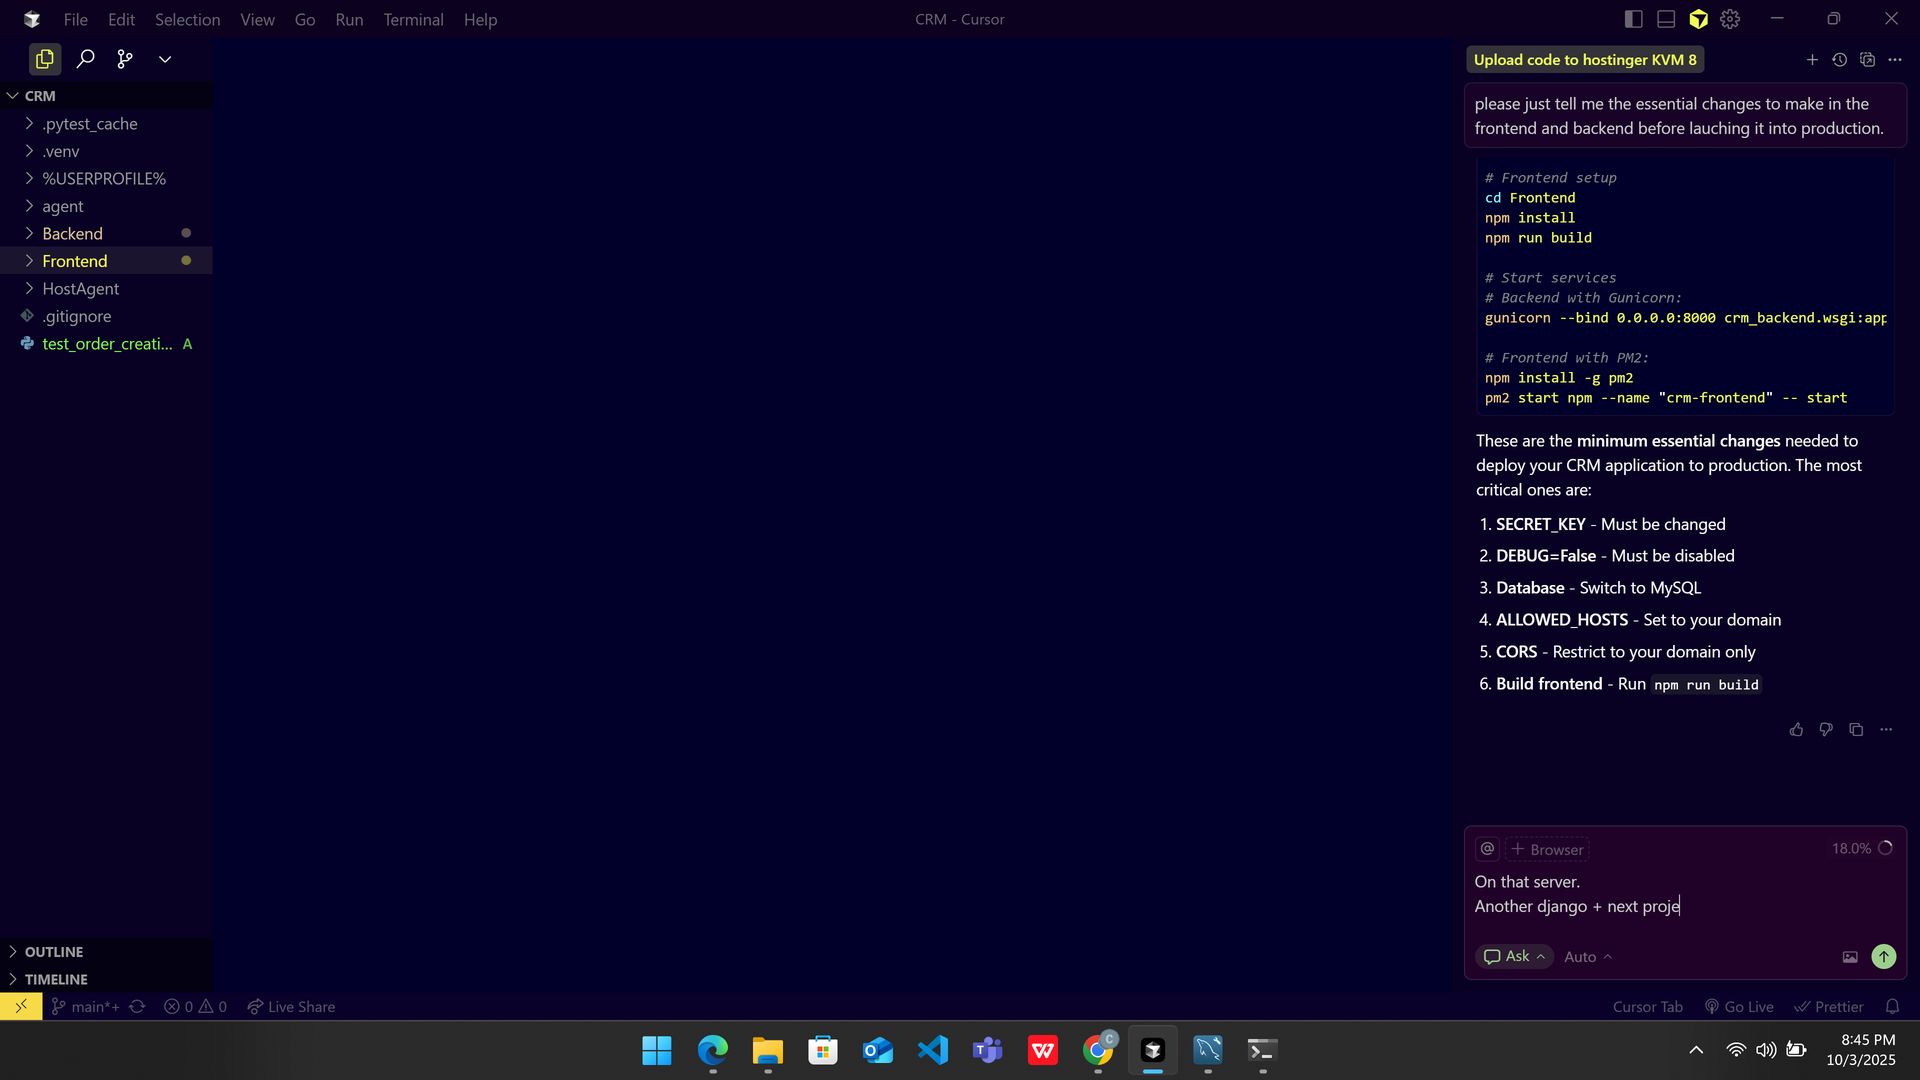 File Edit Selection View Go Run Terminal Help
CRM - Cursor
CRM
.pytest_cache
.venv
%USERPROFILE%
agent
Backend
Frontend
HostAgent
.gitignore
test_order_creati... A
OUTLINE
TIMELINE
Upload code to hostinger KVM 8
please just tell me the essential changes to make in the
frontend and backend before lauching it into production.
# Frontend setup
cd Frontend
npm install
npm run build
# Start services
# Backend with Gunicorn:
gunicorn --bind 0.0.0.0:8000 crm_backend.wsgi:app
# Frontend with PM2:
npm install -g pm2
pm2 start npm --name "crm-frontend" -- start
These are the minimum essential changes needed to
deploy your CRM application to production. The most
critical ones are:
1. SECRET_KEY - Must be changed
2. DEBUG=False - Must be disabled
3. Database - Switch to MySQL
4. ALLOWED_HOSTS - Set to your domain
5. CORS - Restrict to your domain only
6. Build frontend - Run npm run build
@ + Browser 18.0%
On that server.
Another django + next proje
Ask Auto
main*+ 0 0 Live Share
Cursor Tab Go Live Prettier
C
8:45 PM
10/3/2025